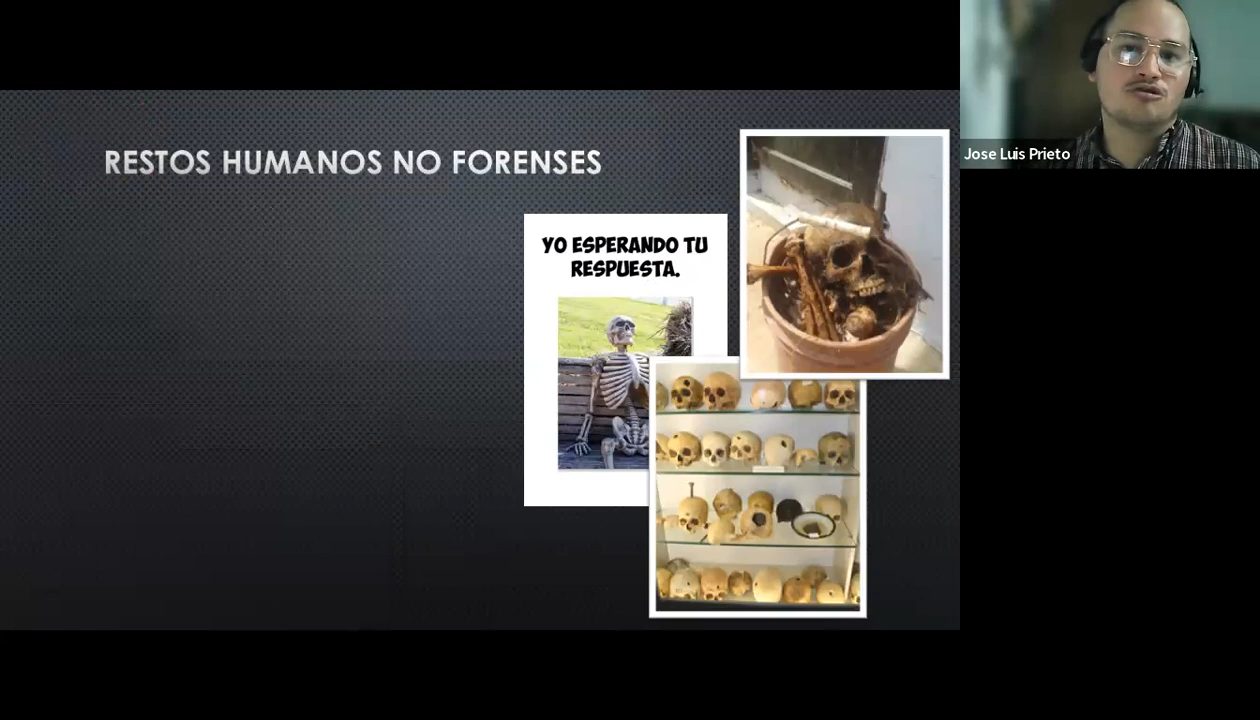 RESTOS HUMANOS NO FORENSES
YO ESPERANDO TU
RESPUESTA.
Jose Luis Prieto